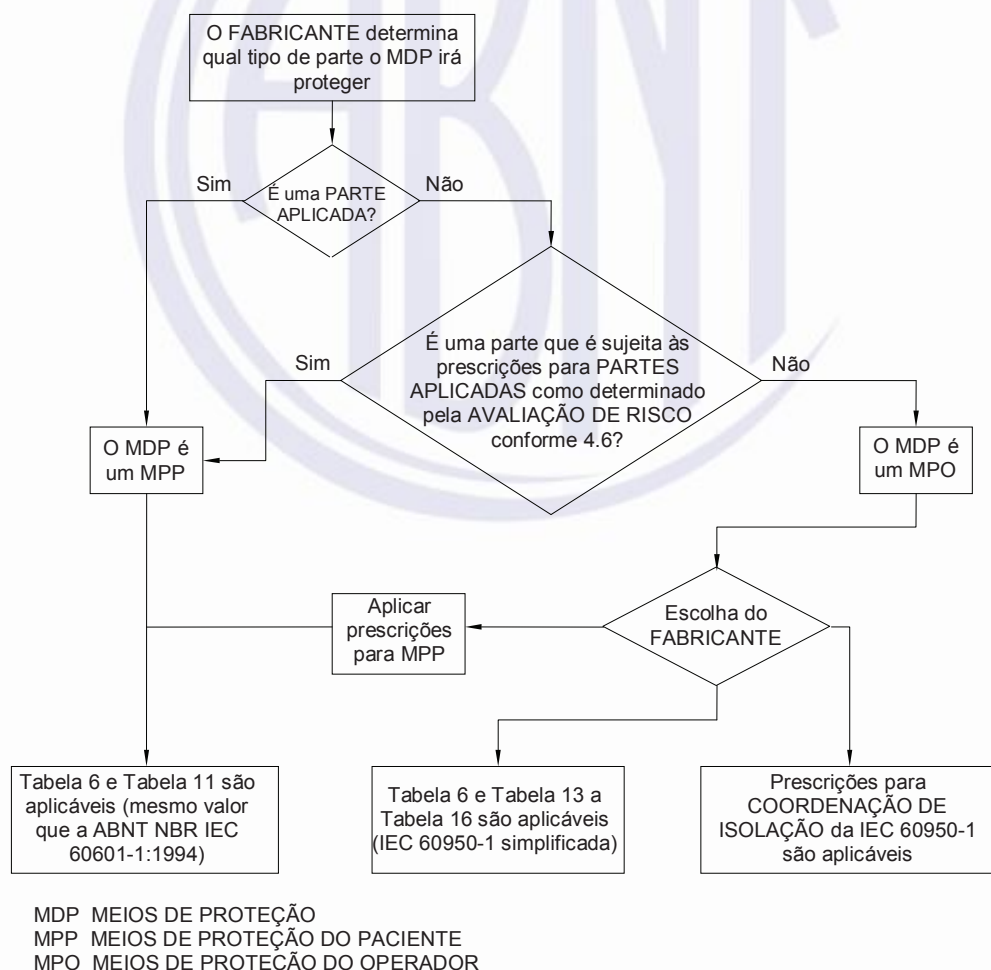 O FABRICANTE determina
qual tipo de parte o MDP irá
proteger
Sim
É uma PARTE
APLICADA?
Não
Sim
É uma parte que é sujeita às
prescrições para PARTES
APLICADAS como determinado
pela AVALIAÇÃO DE RISCO
conforme 4.6?
Não
O MDP é
um MPP
O MDP é
um MPO
Aplicar
prescrições
para MPP
Escolha do
FABRICANTE
Tabela 6 e Tabela 11 são
aplicáveis (mesmo valor
que a ABNT NBR IEC
60601-1:1994)
Tabela 6 e Tabela 13 a
Tabela 16 são aplicáveis
(IEC 60950-1 simplificada)
Prescrições para
COORDENAÇÃO DE
ISOLAÇÃO da IEC 60950-1
são aplicáveis
MDP MEIOS DE PROTEÇÃO
MPP MEIOS DE PROTEÇÃO DO PACIENTE
MPO MEIOS DE PROTEÇÃO DO OPERADOR
ABNT